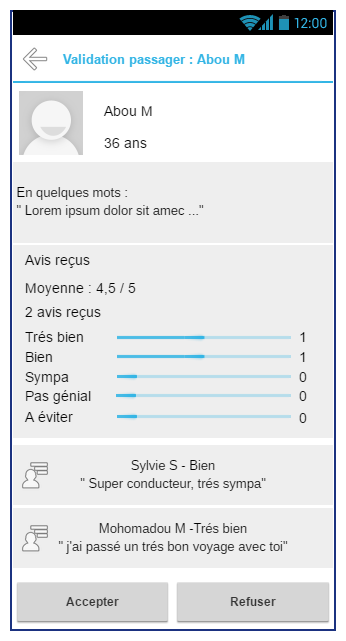 12:00
Validation passager : Abou M
Abou M
36 ans
En quelques mots :
" Lorem ipsum dolor sit amec ..."
Avis reçus
Moyenne : 4,5 / 5
2 avis reçus
Trés bien 1
Bien 1
Sympa 0
Pas génial 0
A éviter 0
Sylvie S - Bien
" Super conducteur, trés sympa"
Mohomadou M -Trés bien
" j'ai passé un trés bon voyage avec toi"
Accepter Refuser